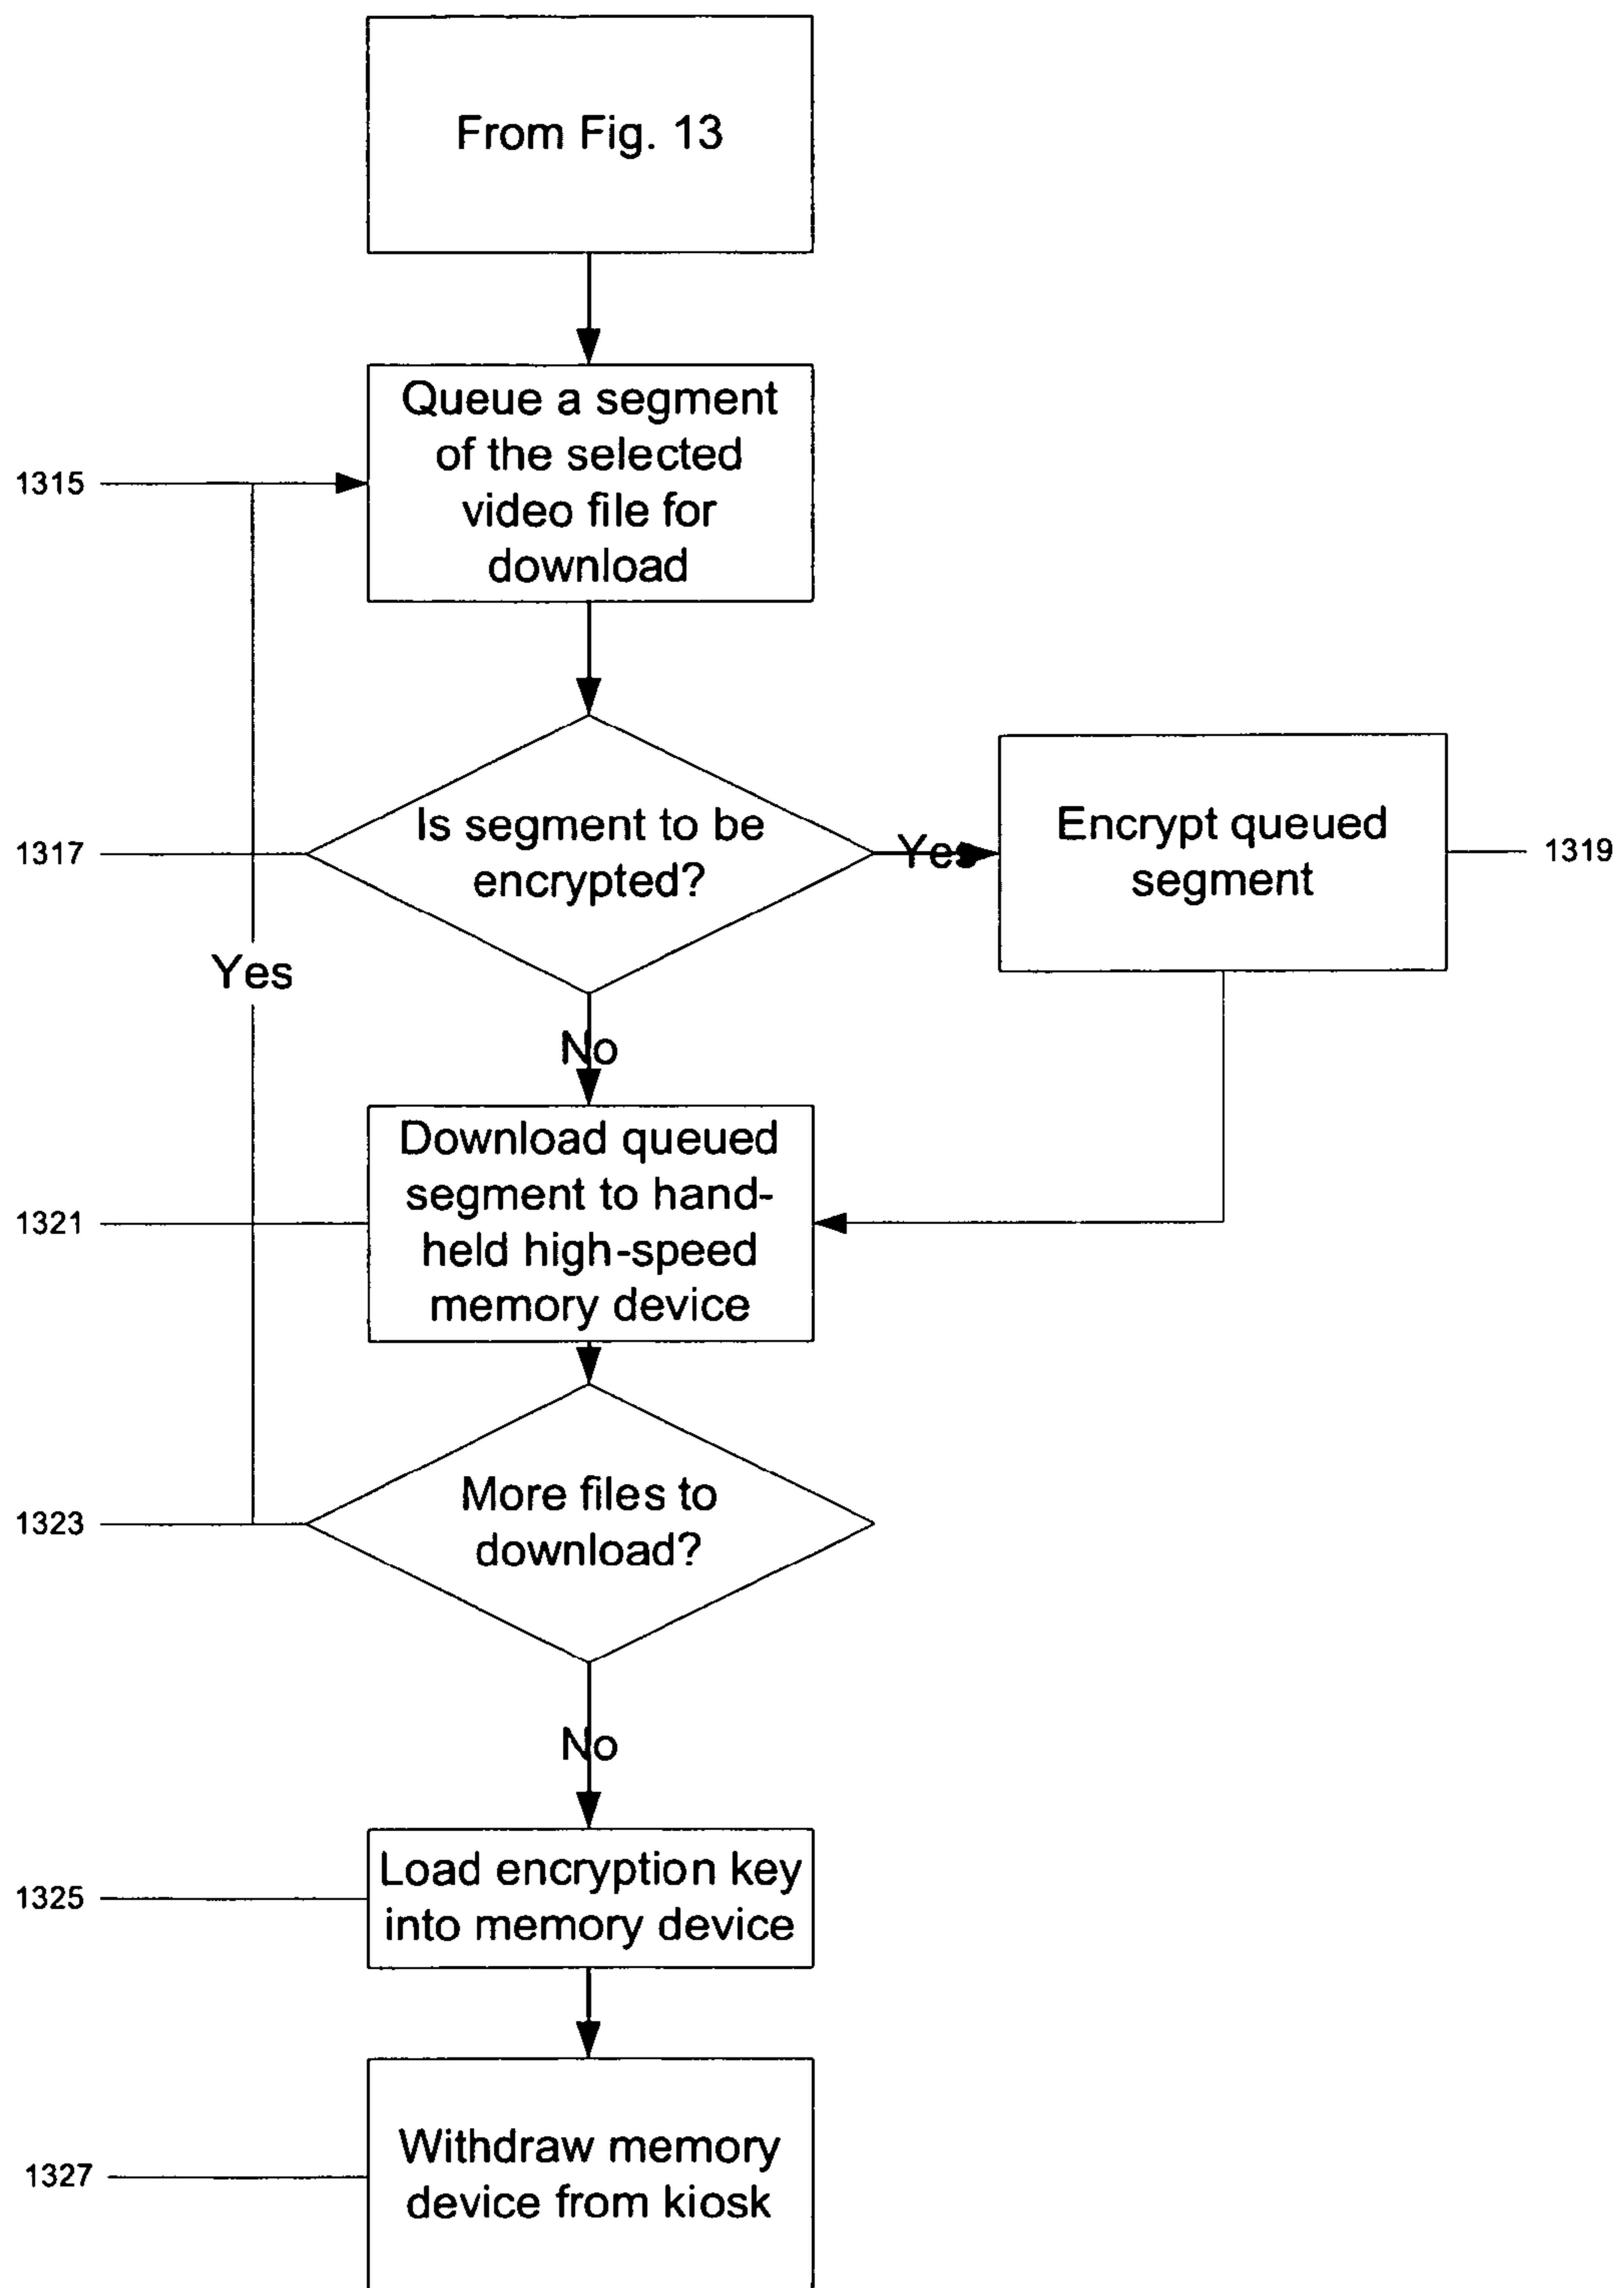 From Fig. 13
Queue a segment
of the selected
video file for
download
1315
Is segment to be
encrypted?
1317
Yes
Encrypt queued
segment
1319
Yes
No
Download queued
segment to hand-
held high-speed
memory device
1321
More files to
download?
1323
No
Load encryption key
into memory device
1325
Withdraw memory
device from kiosk
1327